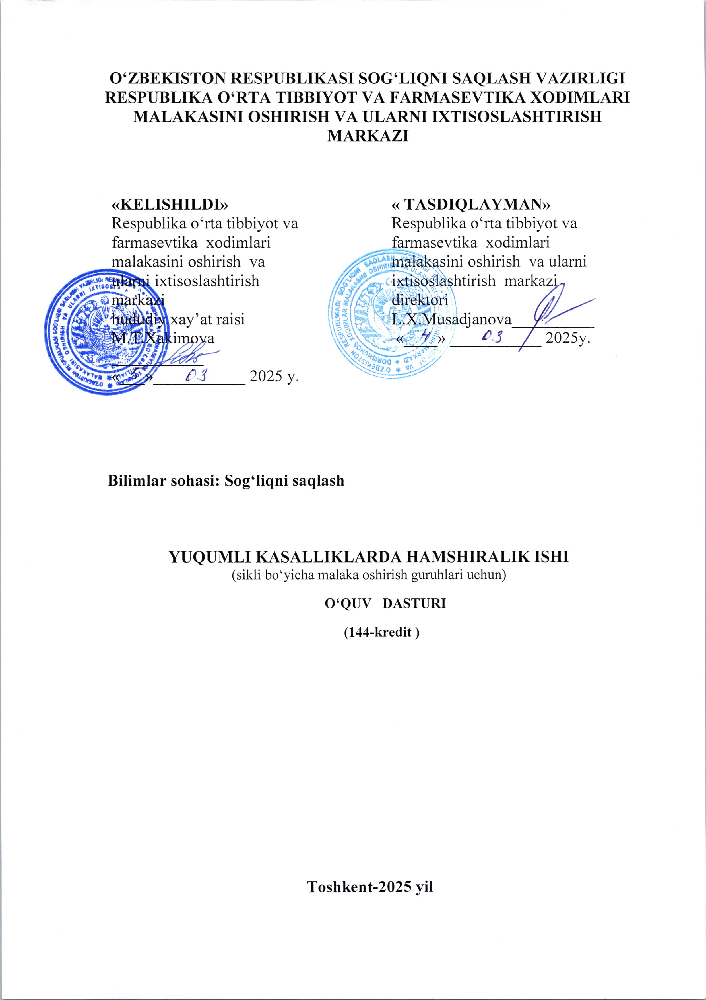 O‘ZBEKISTON RESPUBLIKASI SOG‘LIQNI SAQLASH VAZIRLIGI
RESPUBLIKA O‘RTA TIBBIYOT VA FARMASEVTIKA XODIMLARI
MALAKASINI OSHIRISH VA ULARNI IXTISOSLASHTIRISH
MARKAZI
«KELISHILDI»
Respublika o‘rta tibbiyot va
farmasevtika xodimlari
malakasini oshirish va
ularni ixtisoslashtirish
markazi
hududiy xay’at raisi
M.T.Xakimova
« » 03 2025 y.
« TASDIQLAYMAN»
Respublika o‘rta tibbiyot va
farmasevtika xodimlari
malakasini oshirish va ularni
ixtisoslashtirish markazi
direktori
L.X.Musadjanova
« 4 » 03 2025y.
Bilimlar sohasi: Sog‘liqni saqlash
YUQUMLI KASALLIKLARDA HAMSHIRALIK ISHI
(sikli bo‘yicha malaka oshirish guruhlari uchun)
O‘QUV DASTURI
(144-kredit )
Toshkent-2025 yil